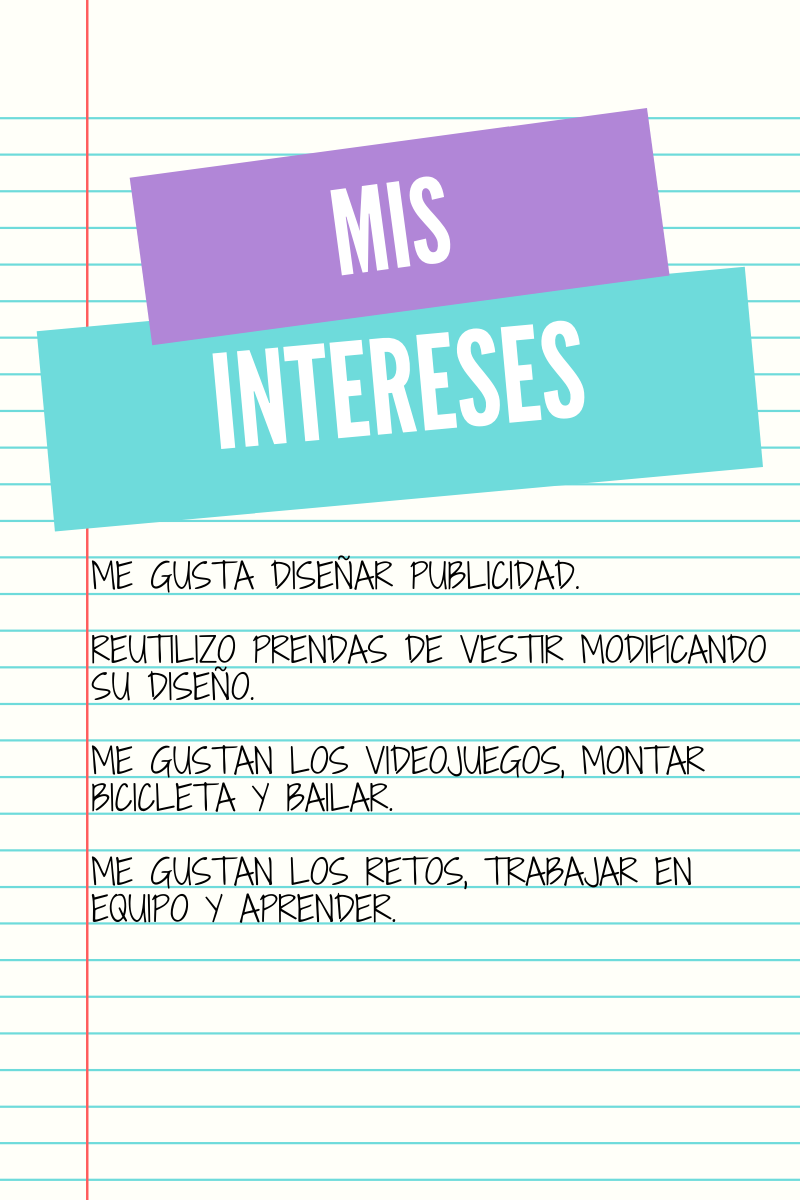 MIS
INTERESES
ME GUSTA DISEÑAR PUBLICIDAD.
REUTILIZO PRENDAS DE VESTIR MODIFICANDO
SU DISEÑO.
ME GUSTAN LOS VIDEOJUEGOS, MONTAR
BICICLETA Y BAILAR.
ME GUSTAN LOS RETOS, TRABAJAR EN
EQUIPO Y APRENDER.